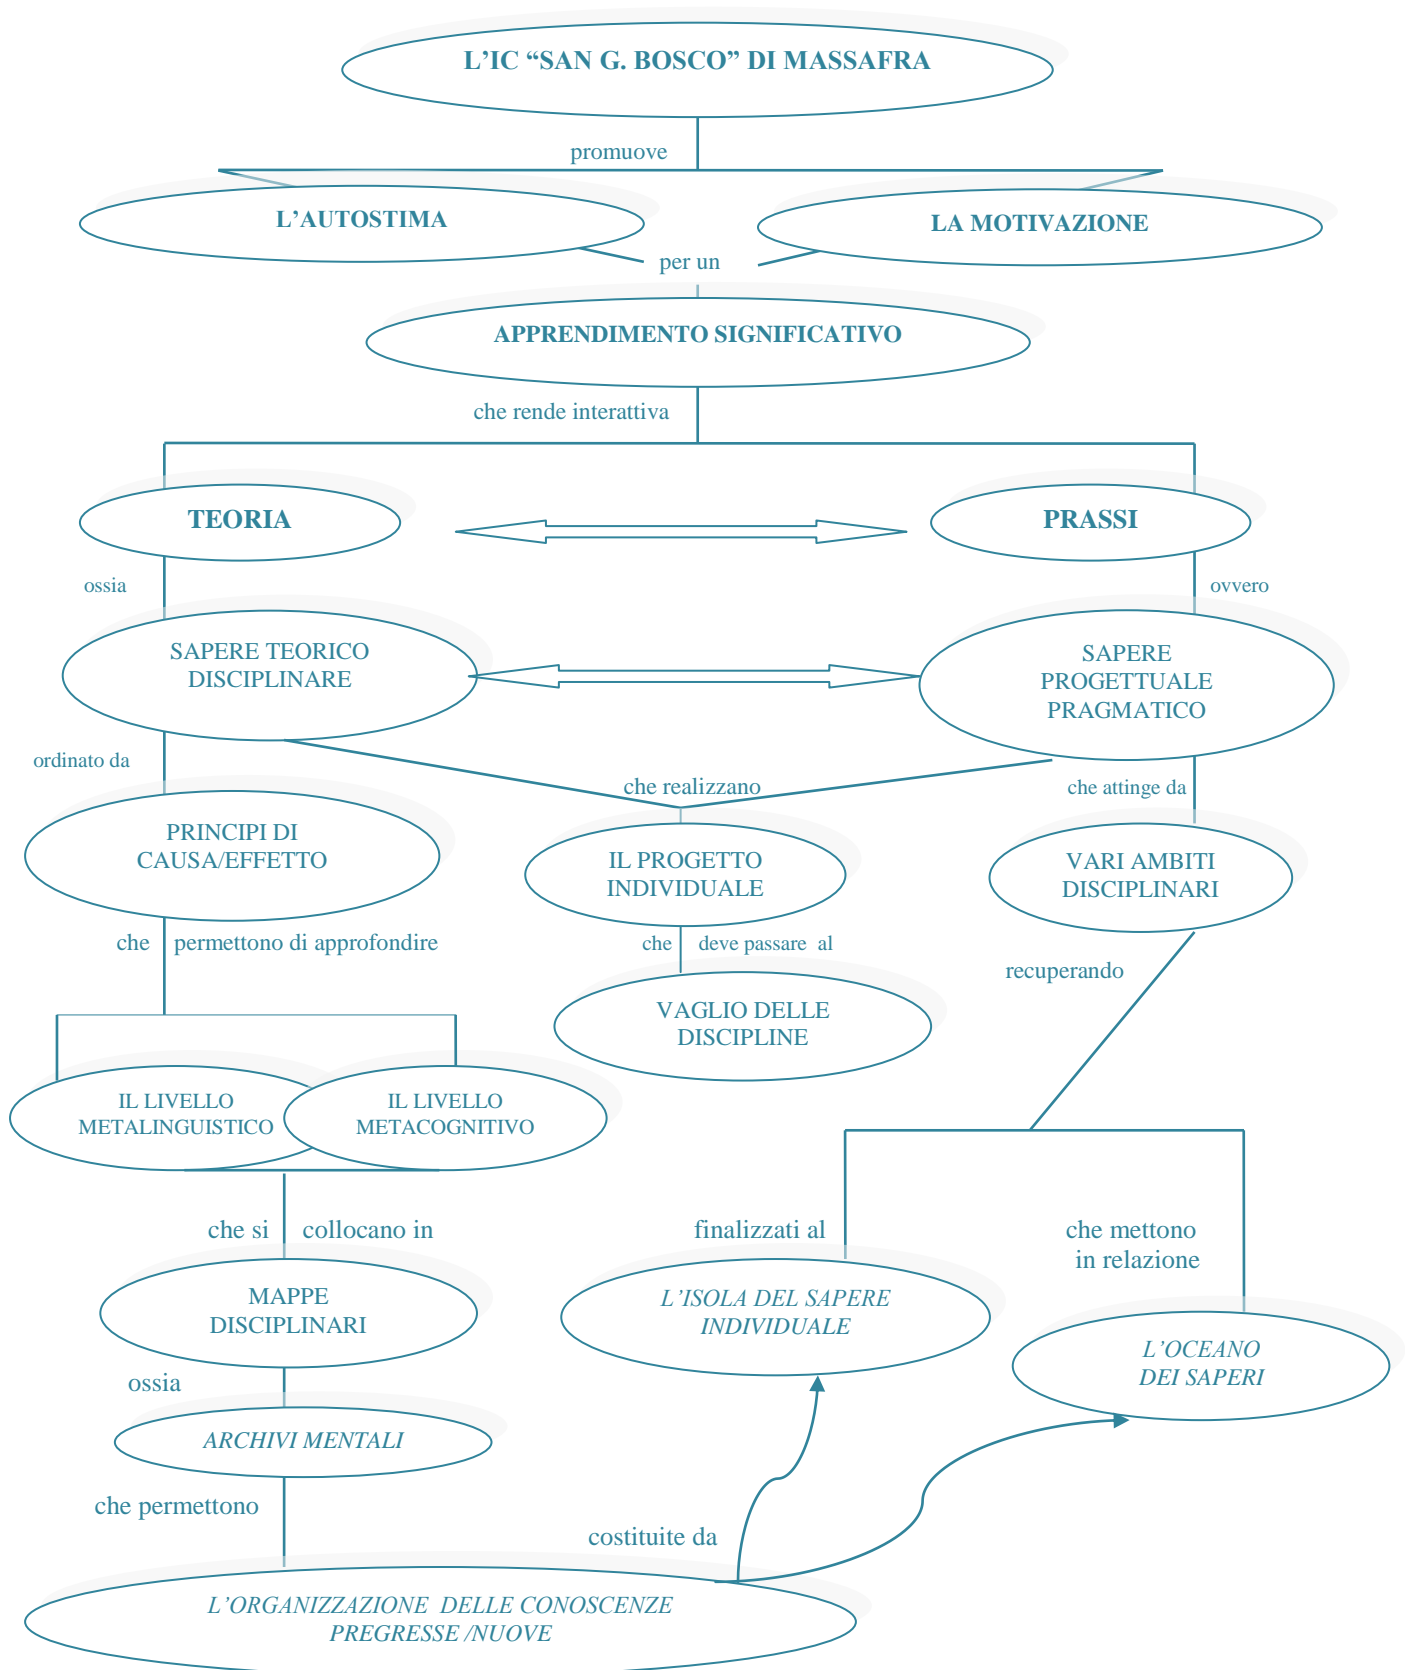 L’IC “SAN G. BOSCO” DI MASSAFRA
promuove
L’AUTOSTIMA
LA MOTIVAZIONE
per un
APPRENDIMENTO SIGNIFICATIVO
che rende interattiva
TEORIA
PRASSI
ossia
ovvero
SAPERE TEORICO
DISCIPLINARE
SAPERE
PROGETTUALE
PRAGMATICO
ordinato da
che realizzano
che attinge da
PRINCIPI DI
CAUSA/EFFETTO
IL PROGETTO
INDIVIDUALE
VARI AMBITI
DISCIPLINARI
che permettono di approfondire
che deve passare al
recuperando
VAGLIO DELLE
DISCIPLINE
IL LIVELLO
METALINGUISTICO
IL LIVELLO
METACOGNITIVO
che si collocano in
finalizzati al
che mettono
in relazione
MAPPE
DISCIPLINARI
L’ISOLA DEL SAPERE
INDIVIDUALE
L’OCEANO
DEI SAPERI
ossia
ARCHIVI MENTALI
che permettono
costituite da
L’ORGANIZZAZIONE DELLE CONOSCENZE
PREGRESSE /NUOVE